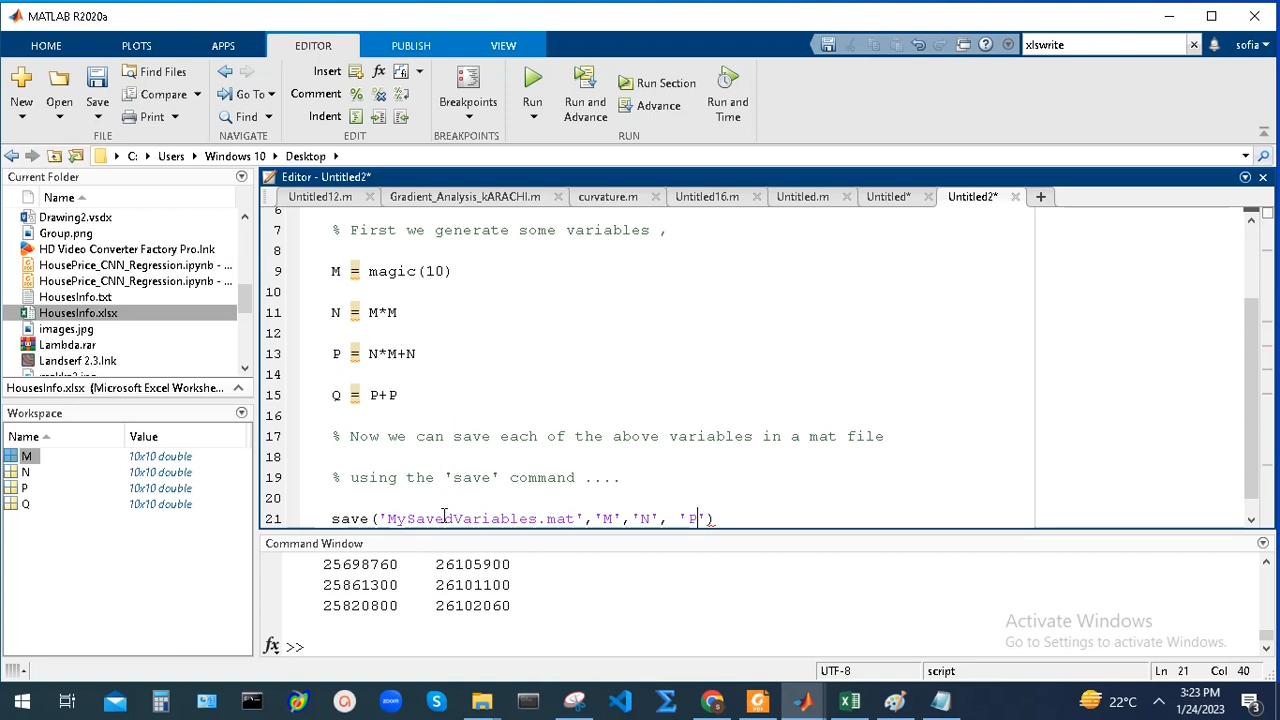 MATLAB R2020a
HOME PLOTS APPS EDITOR PUBLISH VIEW xlswrite sofia
Find Files Insert fx
Compare Go To Comment Run Section
New Open Save Print Find Indent Breakpoints Run Run and Advance Advance Run and Time
FILE NAVIGATE EDIT BREAKPOINTS RUN
C: Users Windows 10 Desktop
Current Folder
Editor - Untitled2*
Name
Untitled12.m Gradient_Analysis_kARACHI.m curvature.m Untitled16.m Untitled.m Untitled* Untitled2* +
Drawing2.vsdx
Group.png
HD Video Converter Factory Pro.lnk
HousePrice_CNN_Regression.ipynb - ...
HousePrice_CNN_Regression.ipynb - ...
HousesInfo.txt
HousesInfo.xlsx
images.jpg
Lambda.rar
Landserf 2.3.lnk
HousesInfo.xlsx (Microsoft Excel Workshe...
Workspace
Name Value
M 10x10 double
N 10x10 double
P 10x10 double
Q 10x10 double
6
7 % First we generate some variables ,
8
9 M = magic(10)
10
11 N = M*M
12
13 P = N*M+N
14
15 Q = P+P
16
17 % Now we can save each of the above variables in a mat file
18
19 % using the 'save' command ....
20
21 save('MySavedVariables.mat','M','N', 'P')
Command Window
25698760 26105900
25861300 26101100
25820800 26102060
fx >>
Activate Windows
Go to Settings to activate Windows.
UTF-8 script Ln 21 Col 40
zoom 22°C 3:23 PM
1/24/2023 3